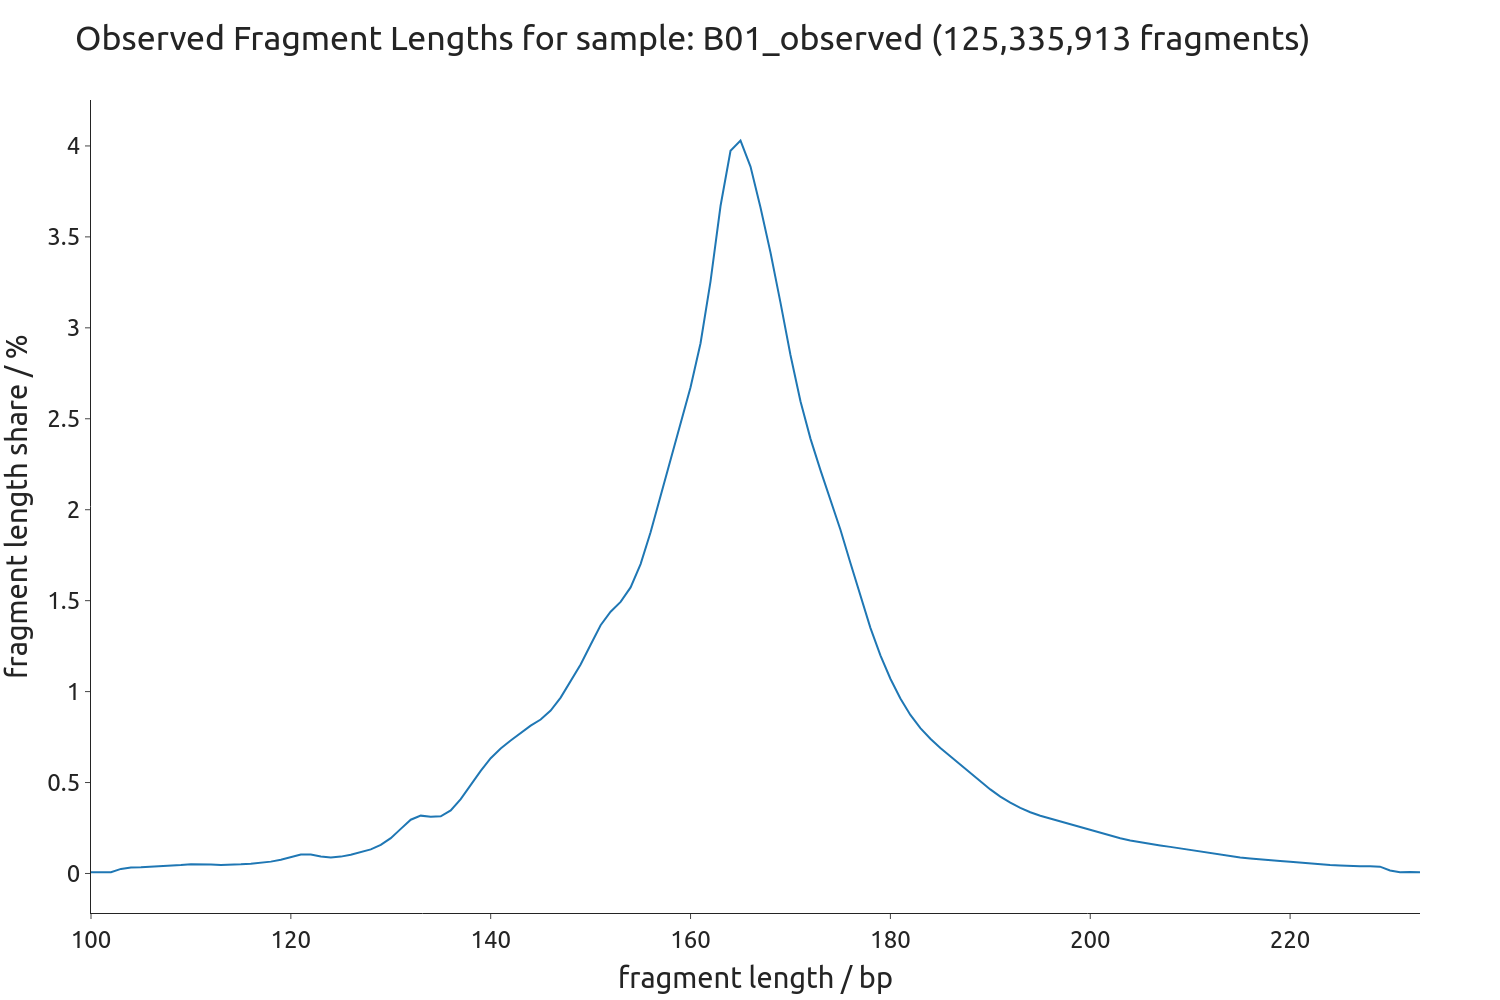 Observed Fragment Lengths for sample: B01_observed (125,335,913 fragments)
4
3.5
3
2.5
2
1.5
1
0.5
0
fragment length share / %
100 120 140 160 180 200 220
fragment length / bp